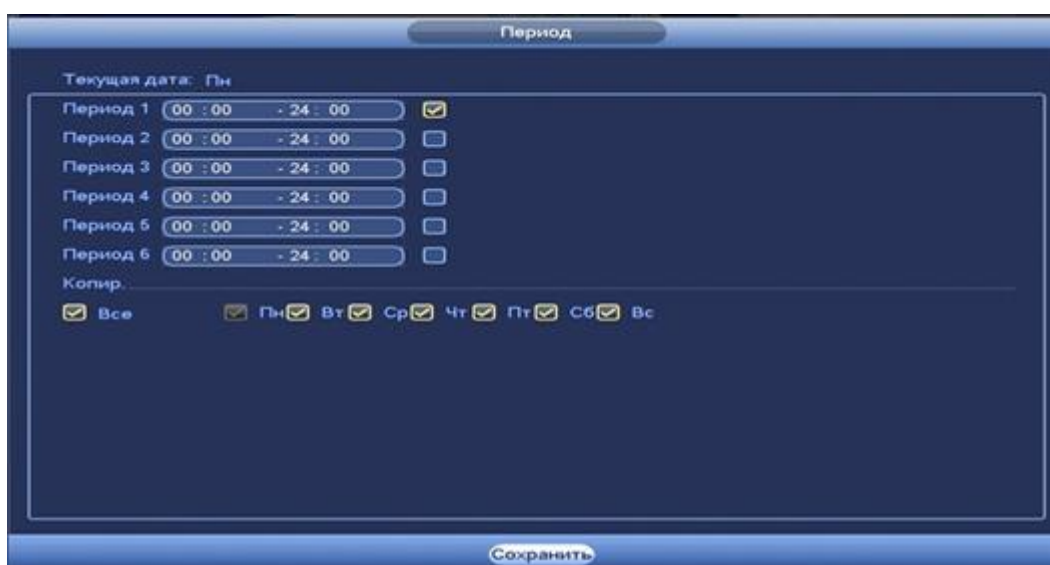 Период
Текущая дата: Пн
Период 1 00 : 00 - 24 : 00
Период 2 00 : 00 - 24 : 00
Период 3 00 : 00 - 24 : 00
Период 4 00 : 00 - 24 : 00
Период 5 00 : 00 - 24 : 00
Период 6 00 : 00 - 24 : 00
Копир.
Все Пн Вт Ср Чт Пт Сб Вс
Сохранить